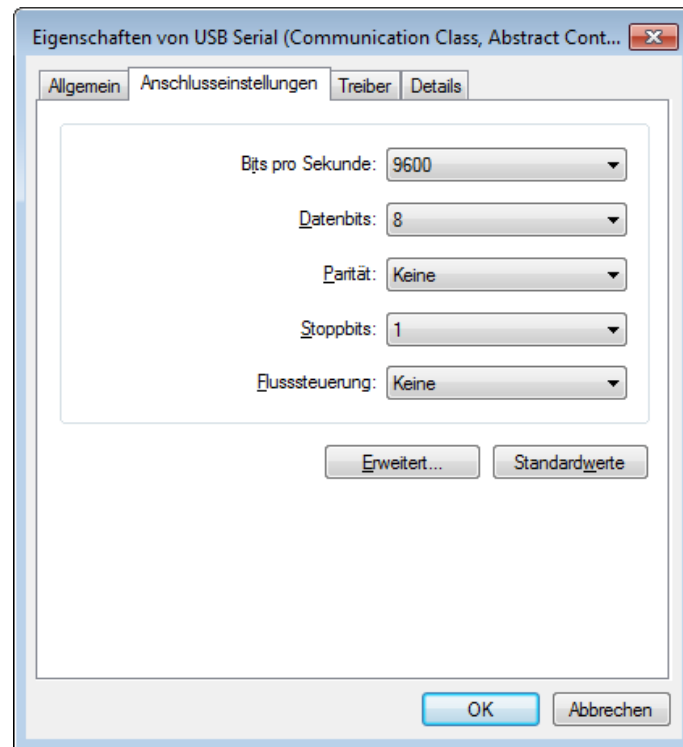 Eigenschaften von USB Serial (Communication Class, Abstract Cont...
Allgemein Anschlusseinstellungen Treiber Details
Bits pro Sekunde: 9600
Datenbits: 8
Parität: Keine
Stoppbits: 1
Flusssteuerung: Keine
Erweitert... Standardwerte
OK Abbrechen